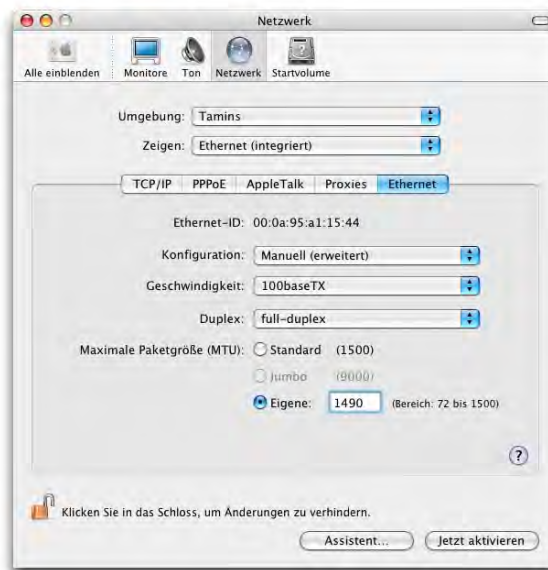 Netzwerk
Alle einblenden Monitore Ton Netzwerk Startvolume
Umgebung: Tamins
Zeigen: Ethernet (integriert)
TCP/IP PPPoE AppleTalk Proxies Ethernet
Ethernet-ID: 00:0a:95:a1:15:44
Konfiguration: Manuell (erweitert)
Geschwindigkeit: 100baseTX
Duplex: full-duplex
Maximale Paketgröße (MTU): Standard (1500)
Jumbo (9000)
Eigene: 1490 (Bereich: 72 bis 1500)
?
Klicken Sie in das Schloss, um Änderungen zu verhindern.
Assistent... Jetzt aktivieren